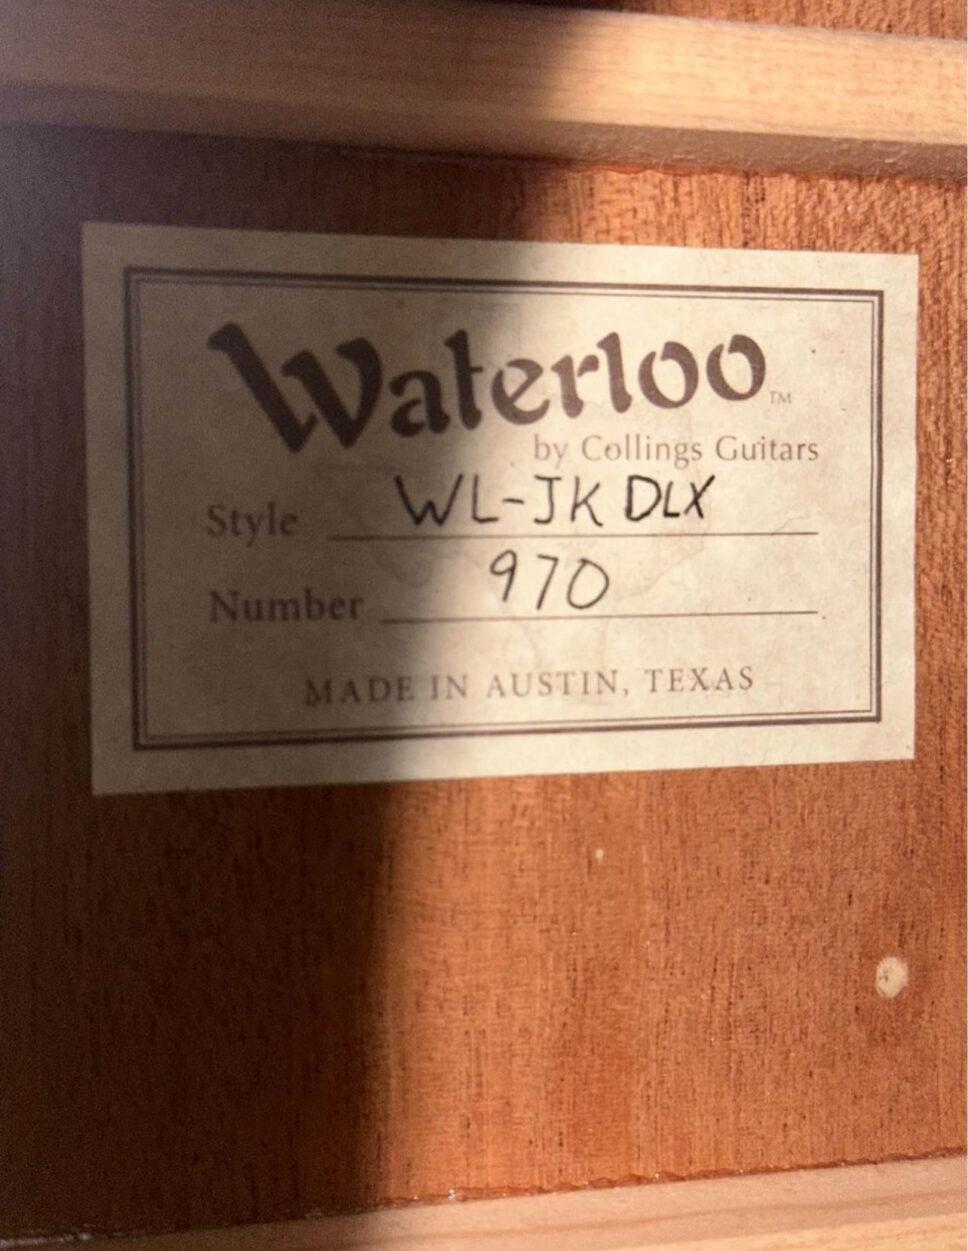 Waterloo™
by Collings Guitars
Style WL-JK DLX
Number 970
MADE IN AUSTIN, TEXAS